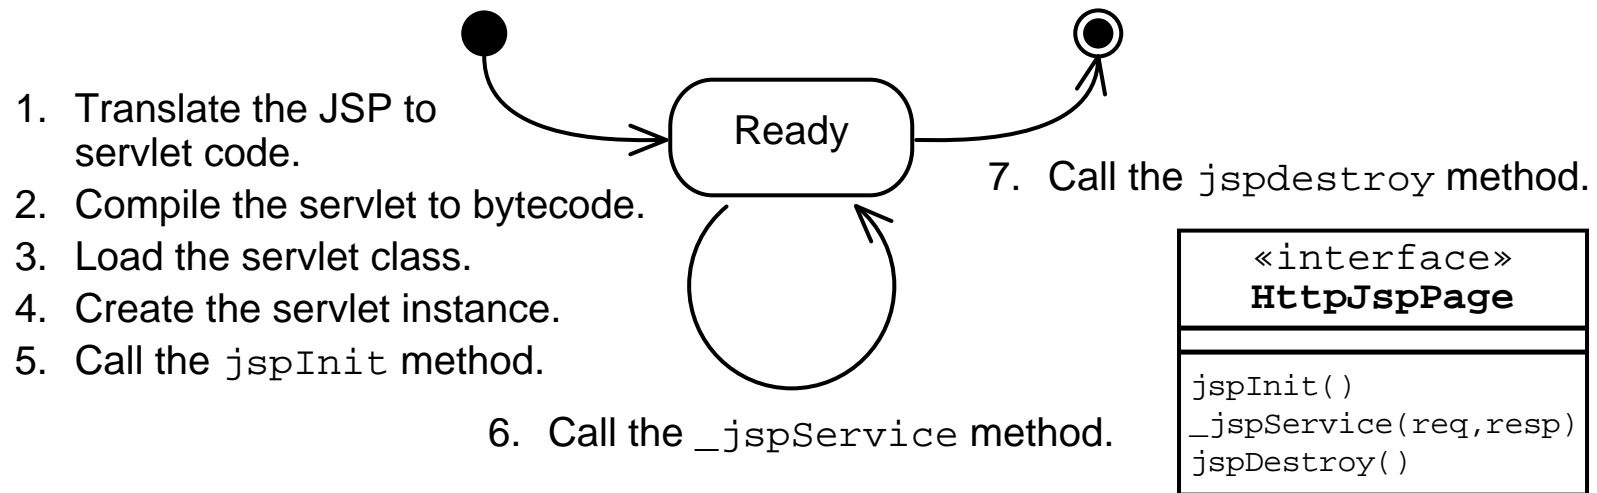 1. Translate the JSP to
servlet code.
2. Compile the servlet to bytecode.
3. Load the servlet class.
4. Create the servlet instance.
5. Call the jspInit method.
Ready
6. Call the _jspService method.
7. Call the jspdestroy method.
«interface»
HttpJspPage
jspInit()
_jspService(req,resp)
jspDestroy()